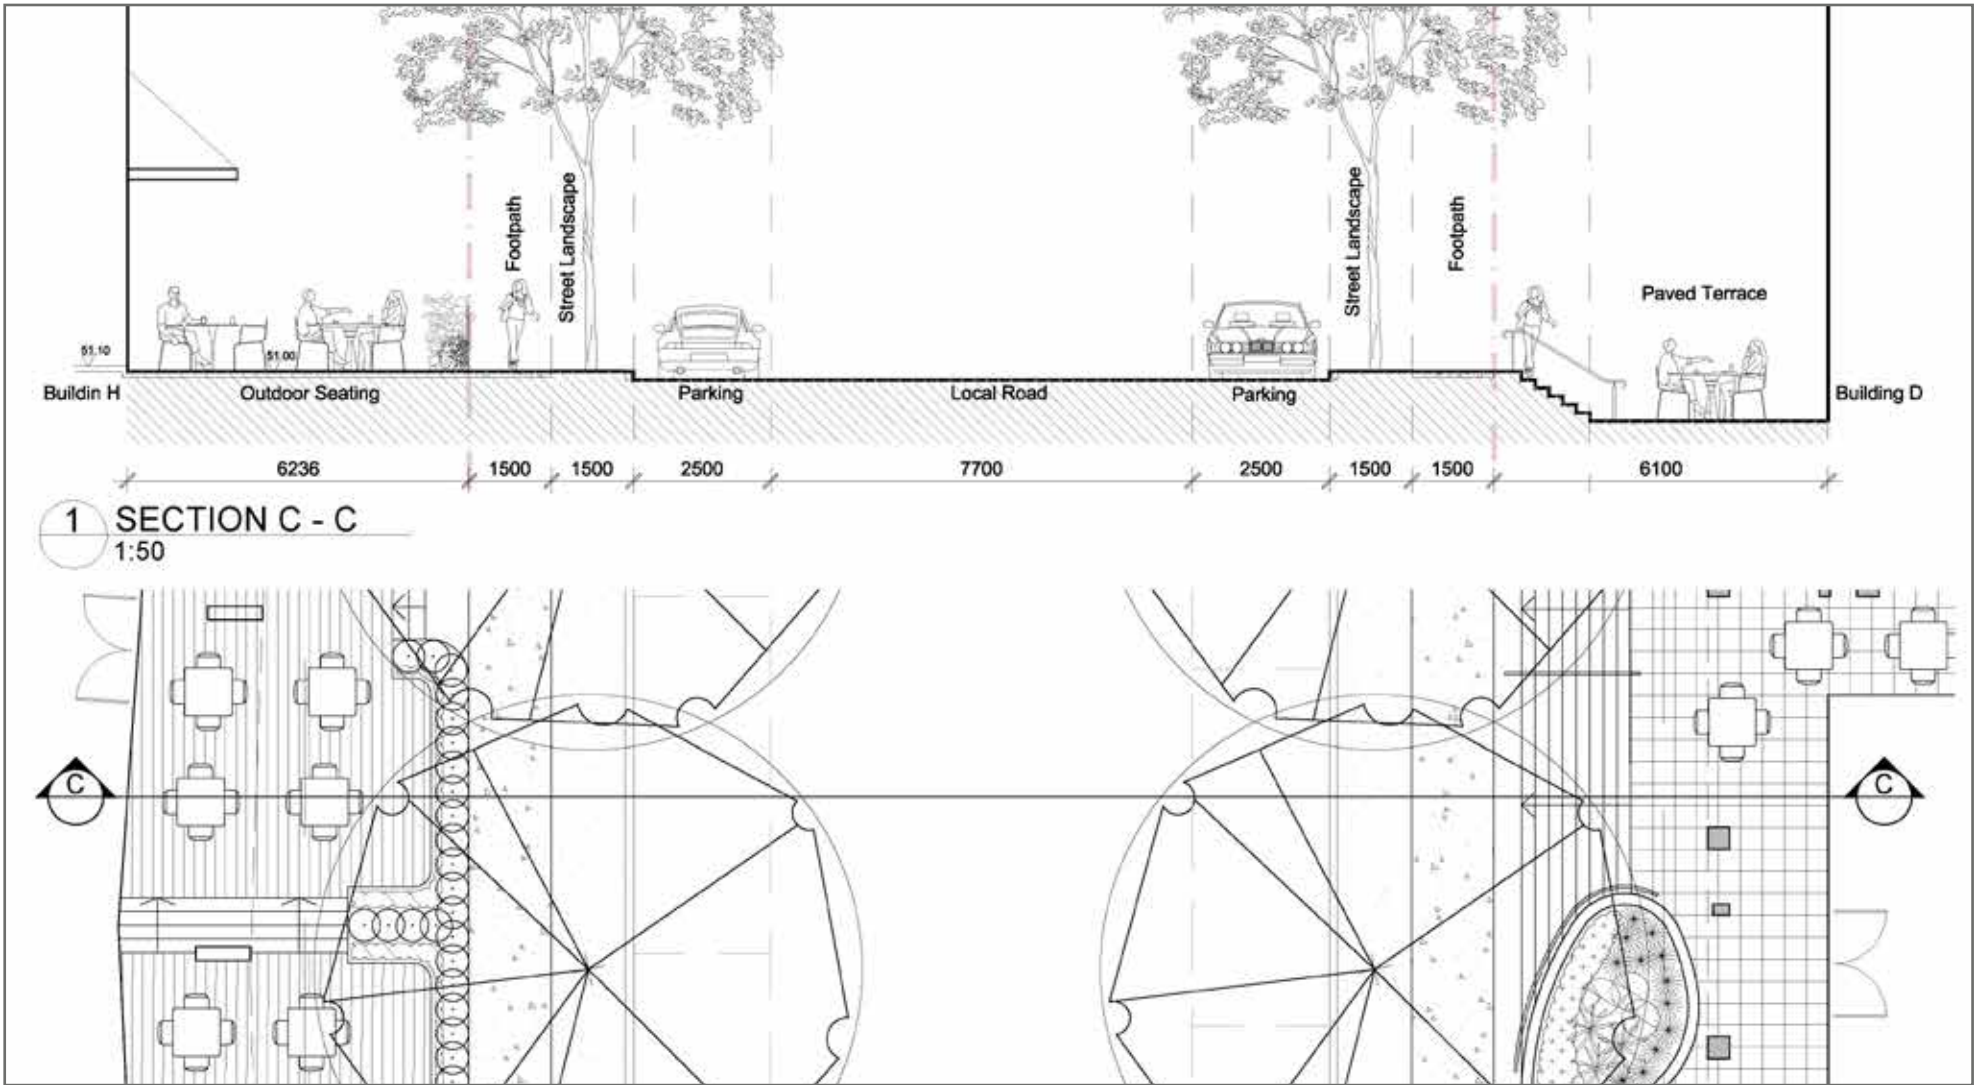 Footpath
Street Landscape
Street Landscape
Footpath
Paved Terrace
51.10
51.00
Buildin H
Outdoor Seating
Parking
Local Road
Parking
Building D
6236
1500
1500
2500
7700
2500
1500
1500
6100
1
SECTION C - C
1:50
C
C